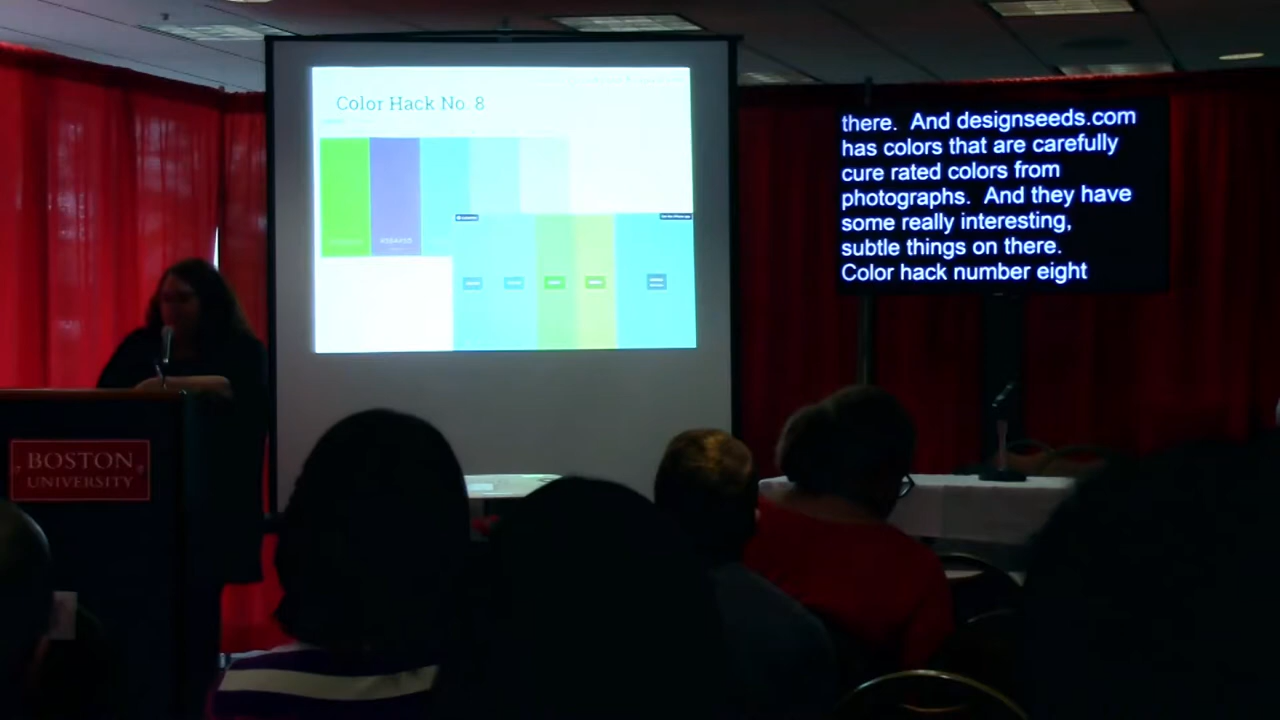 Color Hack No. 8
there.  And designseeds.com
has colors that are carefully
cure rated colors from
photographs.  And they have
some really interesting,
subtle things on there.
Color hack number eight
BOSTON
UNIVERSITY